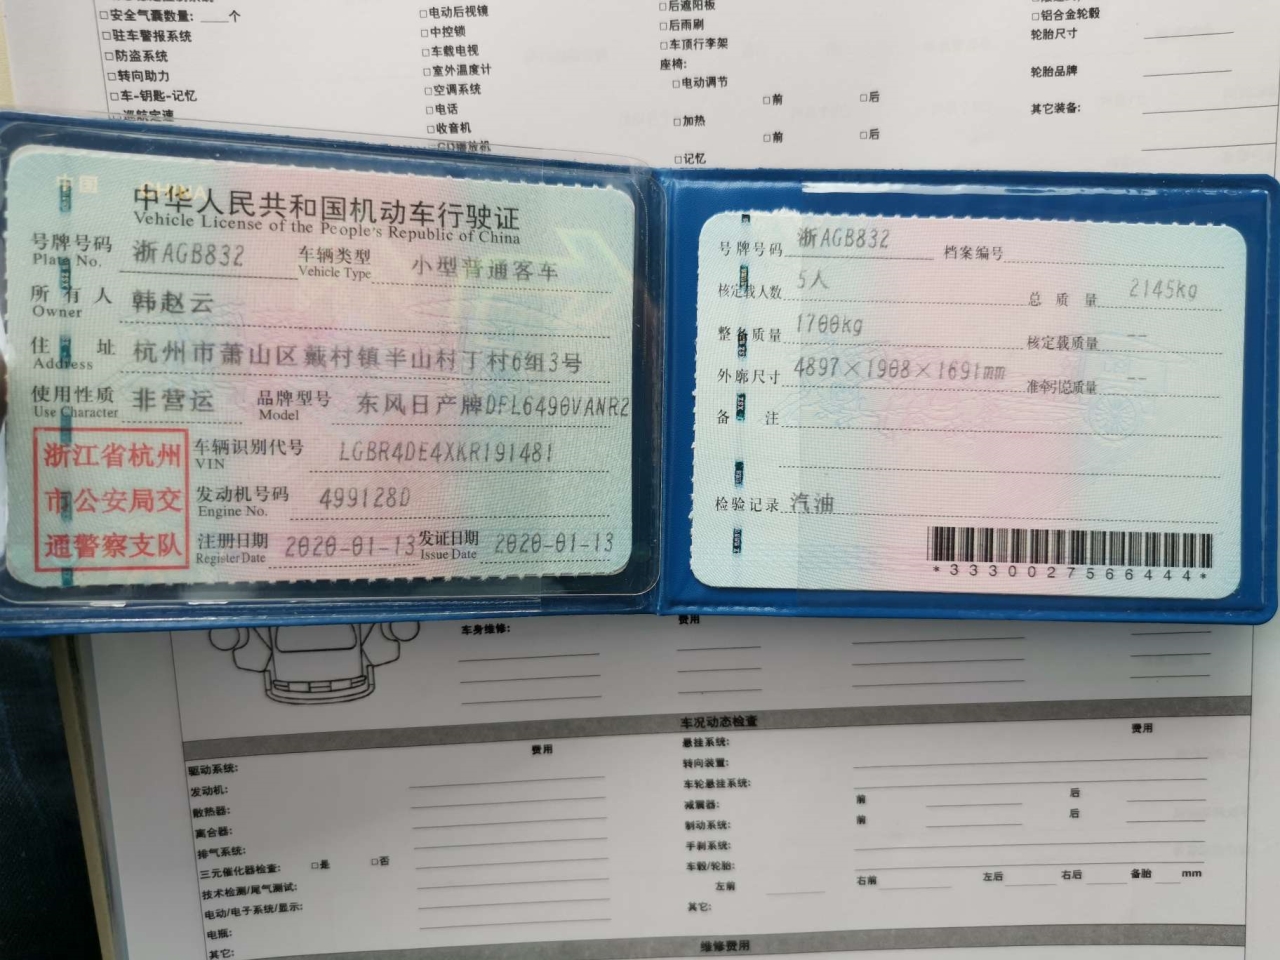 □安全气囊数量: ____个
□驻车警报系统
□防盗系统
□转向助力
□车-钥匙-记忆
□巡航定速
□电动后视镜
□中控锁
□车载电视
□室外温度计
□空调系统
□电话
□收音机
□CD播放机
□后遮阳板
□后雨刷
□车顶行李架
座椅:
□电动调节
□前 □后
□加热
□前 □后
□记忆
□铝合金轮毂
轮胎尺寸
轮胎品牌
其它装备:
中国 CHINA
中华人民共和国机动车行驶证
Vehicle License of the People's Republic of China
号牌号码 浙AGB832 车辆类型 小型普通客车
Plate No. Vehicle Type
所有人 韩赵云
Owner
住址 杭州市萧山区戴村镇半山村丁村6组3号
Address
使用性质 非营运 品牌型号 东风日产牌DFL6490VANR2
Use Character Model
浙江省杭州
市公安局交
通警察支队
车辆识别代号 LGBR4DE4XKR191481
VIN
发动机号码 499128D
Engine No.
注册日期 2020-01-13 发证日期 2020-01-13
Register Date Issue Date
号牌号码 浙AGB832 档案编号
核定载人数 5人 总质量 2145kg
整备质量 1700kg 核定载质量 --
外廓尺寸 4897×1908×1691mm 准牵引总质量 --
备注
检验记录 汽油
*3330027566444*
车身维修: 费用
车况动态检查
费用 费用
驱动系统:
发动机:
散热器:
离合器:
排气系统:
三元催化器检查: □是 □否
技术检测/尾气测试:
电动/电子系统/显示:
电瓶:
其它:
悬挂系统:
转向装置:
车轮悬挂系统:
减震器: 前 后
制动系统: 前 后
手刹系统:
车毂/轮胎:
左前 右前 左后 右后 备胎 mm
其它:
维修费用